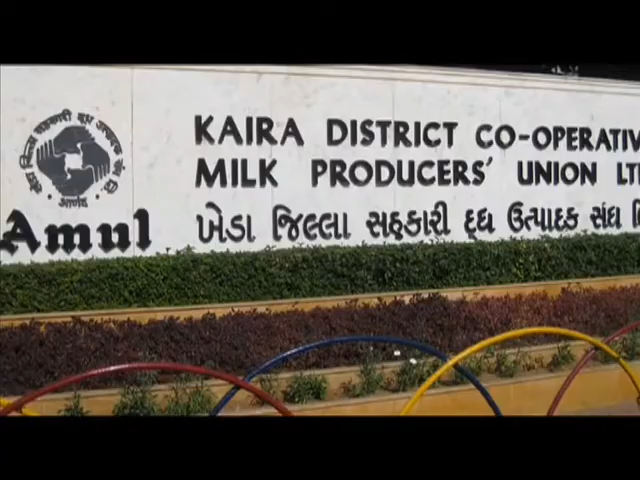 KAIRA DISTRICT CO-OPERATIV
MILK PRODUCERS' UNION LT
ખેડા જિલ્લા સહકારી દૂધ ઉત્પાદક સંઘ લિ
Amul